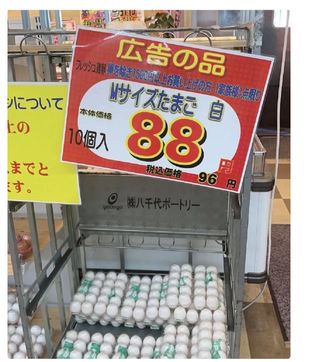 広告の品
Mサイズたまご 白
本体価格
10個入
88
税込価格 96 円
㈱八千代ポートリー
について
上の
までと
ます。